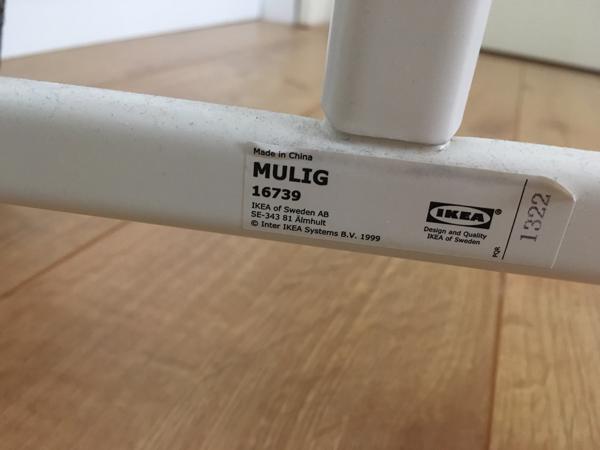 Made in China
MULIG
16739
IKEA of Sweden AB
SE-343 81 Älmhult
© Inter IKEA Systems B.V. 1999
IKEA®
Design and Quality
IKEA of Sweden
PQR
1322